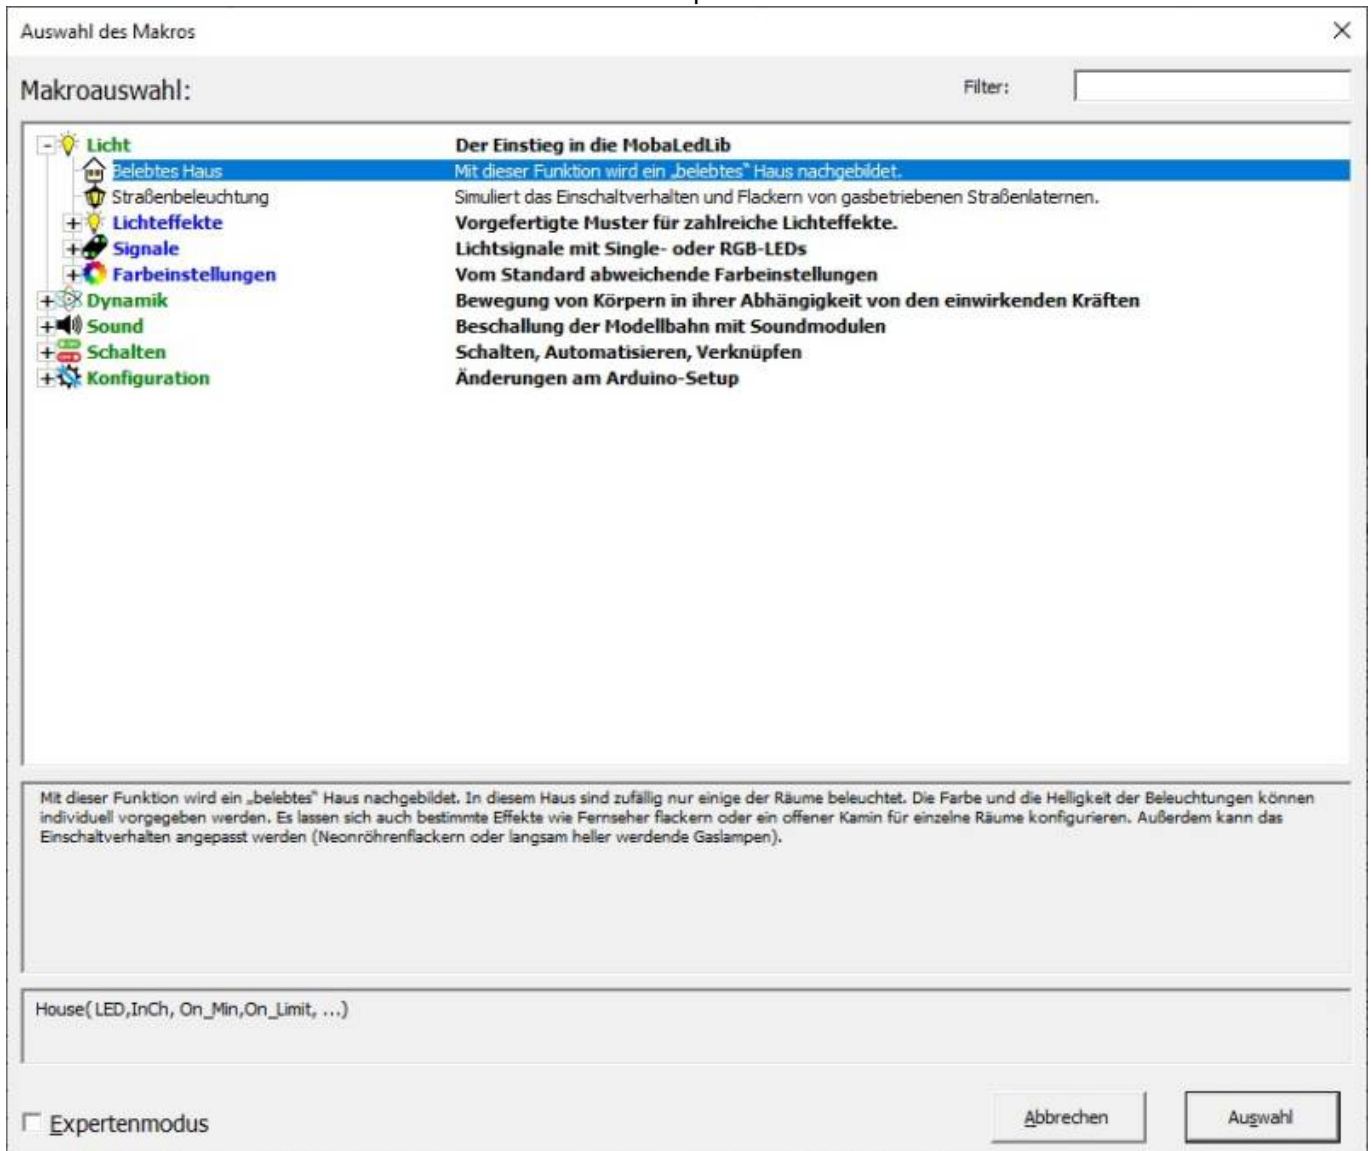 Auswahl des Makros
Makroauswahl:
Filter:
Licht Der Einstieg in die MobaLedLib
Belebtes Haus Mit dieser Funktion wird ein „belebtes“ Haus nachgebildet.
Straßenbeleuchtung Simuliert das Einschaltverhalten und Flackern von gasbetriebenen Straßenlaternen.
Lichteffekte Vorgefertigte Muster für zahlreiche Lichteffekte.
Signale Lichtsignale mit Single- oder RGB-LEDs
Farbeinstellungen Vom Standard abweichende Farbeinstellungen
Dynamik Bewegung von Körpern in ihrer Abhängigkeit von den einwirkenden Kräften
Sound Beschallung der Modellbahn mit Soundmodulen
Schalten Schalten, Automatisieren, Verknüpfen
Konfiguration Änderungen am Arduino-Setup
Mit dieser Funktion wird ein „belebtes“ Haus nachgebildet. In diesem Haus sind zufällig nur einige der Räume beleuchtet. Die Farbe und die Helligkeit der Beleuchtungen können
individuell vorgegeben werden. Es lassen sich auch bestimmte Effekte wie Fernseher flackern oder ein offener Kamin für einzelne Räume konfigurieren. Außerdem kann das
Einschaltverhalten angepasst werden (Neonröhrenflackern oder langsam heller werdende Gaslampen).
House( LED,InCh, On_Min,On_Limit, ...)
Expertenmodus
Abbrechen
Auswahl